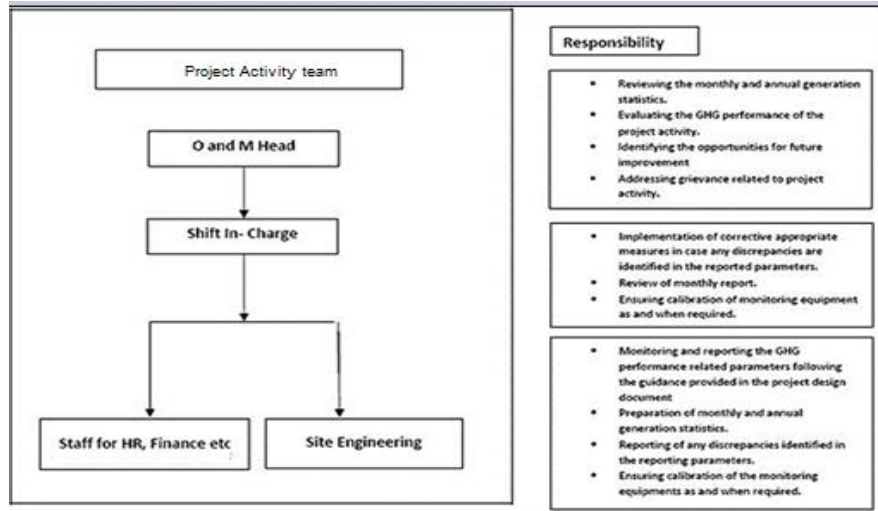 Project Activity team
O and M Head
Shift In- Charge
Staff for HR, Finance etc
Site Engineering
Responsibility
• Reviewing the monthly and annual generation
statistics.
• Evaluating the GHG performance of the
project activity.
• Identifying the opportunities for future
improvement
• Addressing grievance related to project
activity.
• Implementation of corrective appropriate
measures in case any discrepancies are
identified in the reported parameters.
• Review of monthly report.
• Ensuring calibration of monitoring equipment
as and when required.
• Monitoring and reporting the GHG
performance related parameters following
the guidance provided in the project design
document
• Preparation of monthly and annual
generation statistics.
• Reporting of any discrepancies identified in
the reporting parameters.
• Ensuring calibration of the monitoring
equipments as and when required.